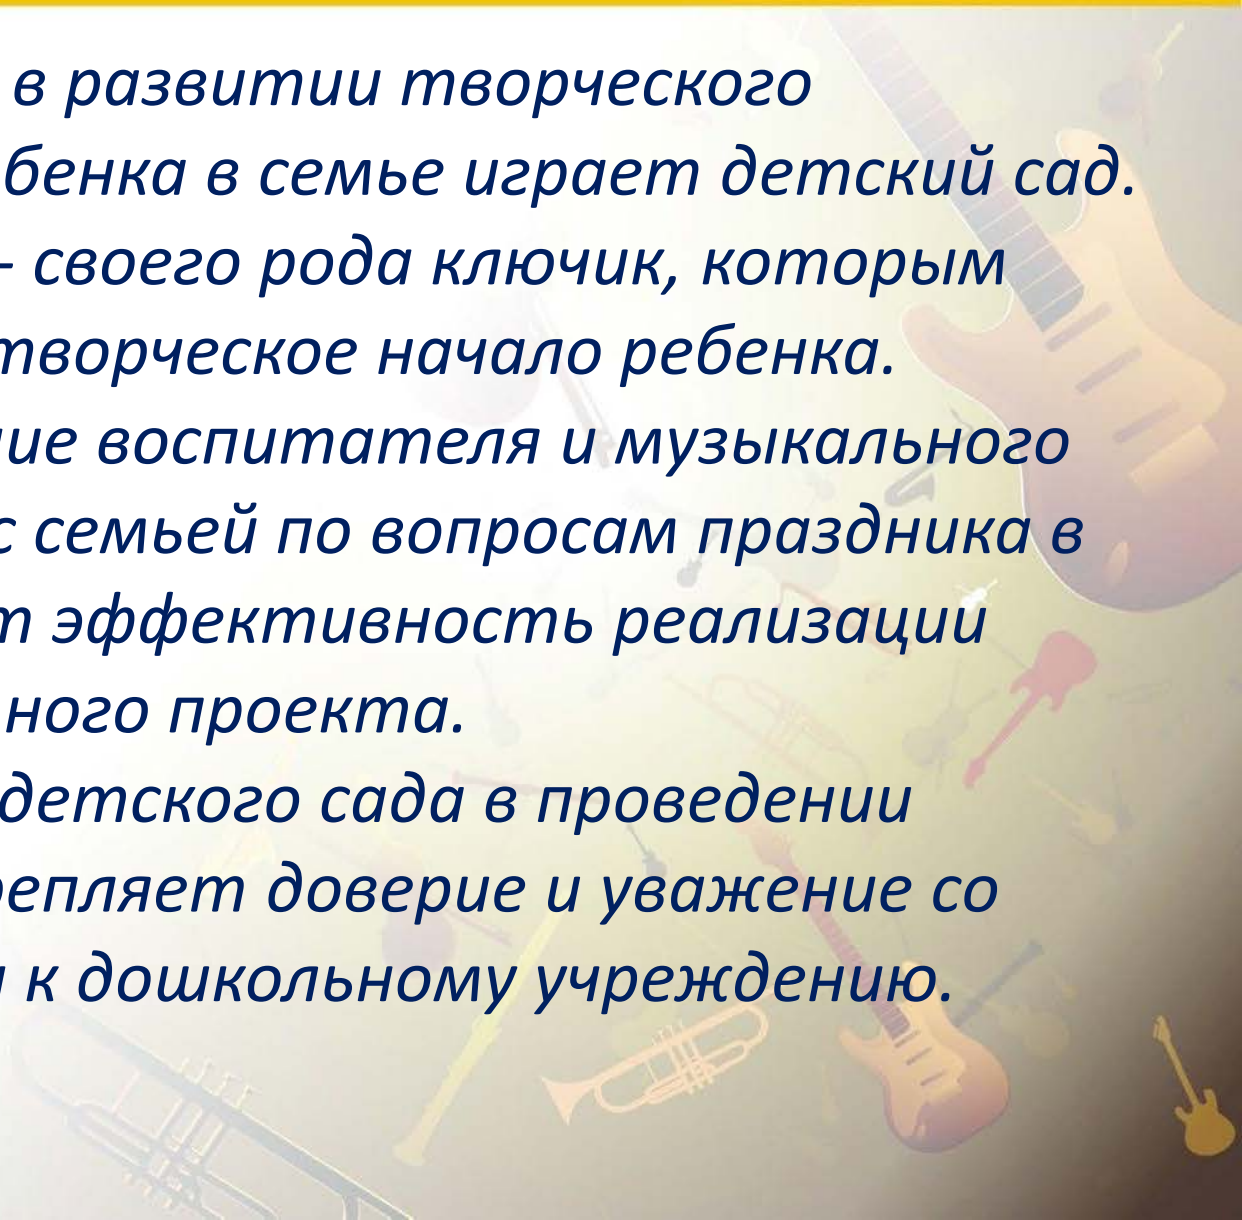 в развитии творческого
бенка в семье играет детский сад.
- своего рода ключик, которым
творческое начало ребенка.
ие воспитателя и музыкального
с семьей по вопросам праздника в
т эффективность реализации
ного проекта.
детского сада в проведении
репляет доверие и уважение со
и к дошкольному учреждению.